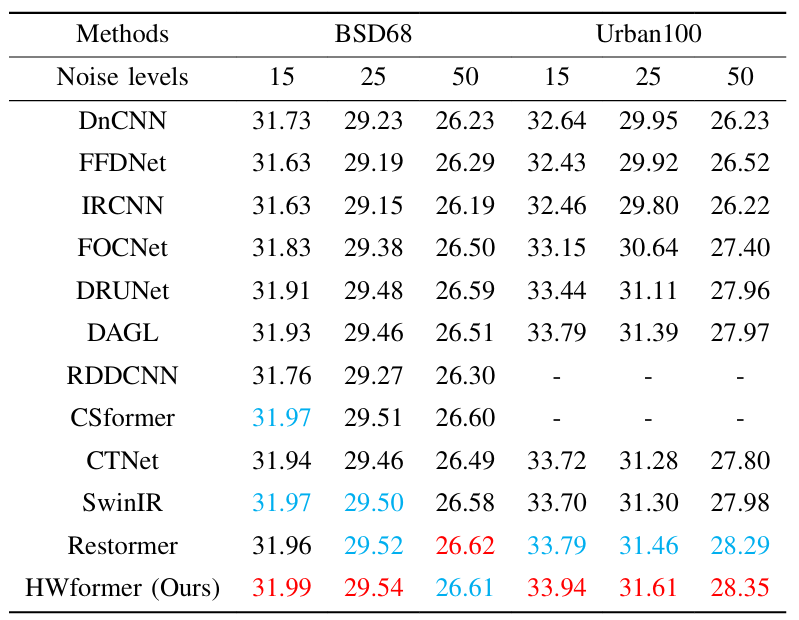 Methods BSD68 Urban100
Noise levels 15 25 50 15 25 50
DnCNN 31.73 29.23 26.23 32.64 29.95 26.23
FFDNet 31.63 29.19 26.29 32.43 29.92 26.52
IRCNN 31.63 29.15 26.19 32.46 29.80 26.22
FOCNet 31.83 29.38 26.50 33.15 30.64 27.40
DRUNet 31.91 29.48 26.59 33.44 31.11 27.96
DAGL 31.93 29.46 26.51 33.79 31.39 27.97
RDDCNN 31.76 29.27 26.30 - - -
CSformer 31.97 29.51 26.60 - - -
CTNet 31.94 29.46 26.49 33.72 31.28 27.80
SwinIR 31.97 29.50 26.58 33.70 31.30 27.98
Restormer 31.96 29.52 26.62 33.79 31.46 28.29
HWformer (Ours) 31.99 29.54 26.61 33.94 31.61 28.35